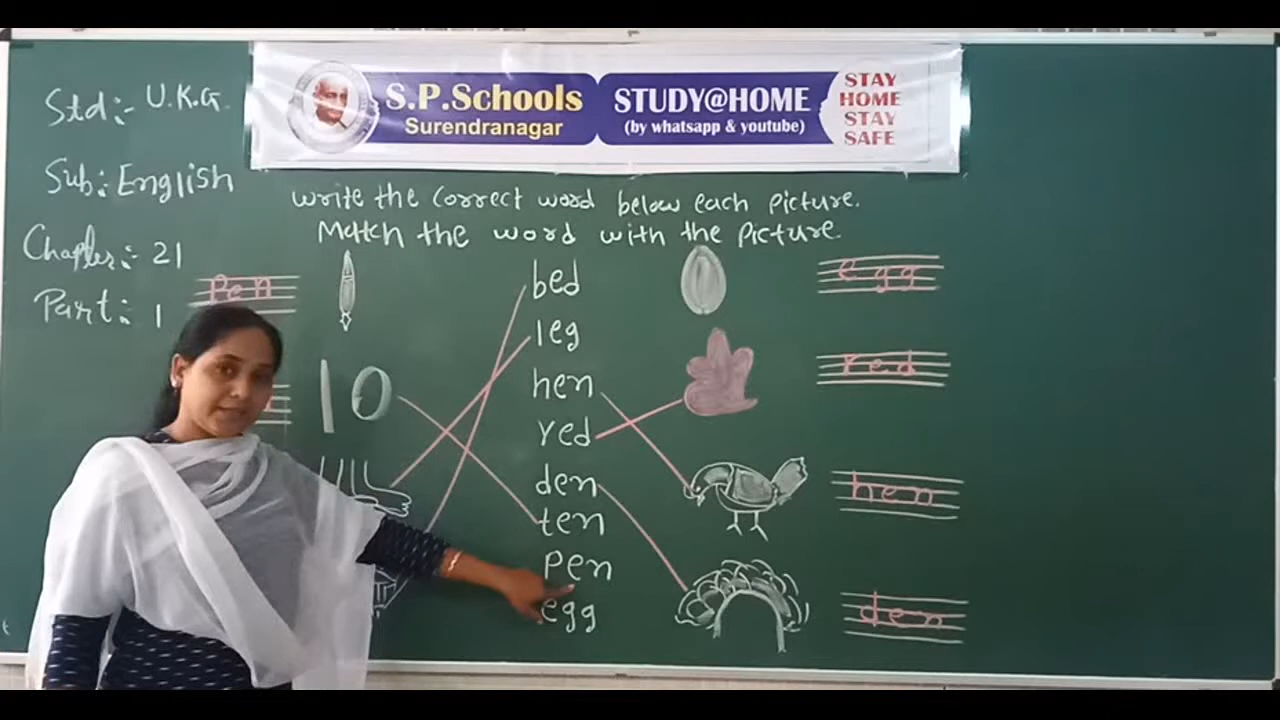 S.P.Schools
Surendranagar
STUDY@HOME
(by whatsapp & youtube)
STAY
HOME
STAY
SAFE
Std:- U.K.G.
Sub: English
Chapter:- 21
Part:- 1
Write the correct word below each picture.
Match the word with the picture.
Pen
10
bed
leg
hen
red
den
ten
Pen
egg
egg
red
hen
den